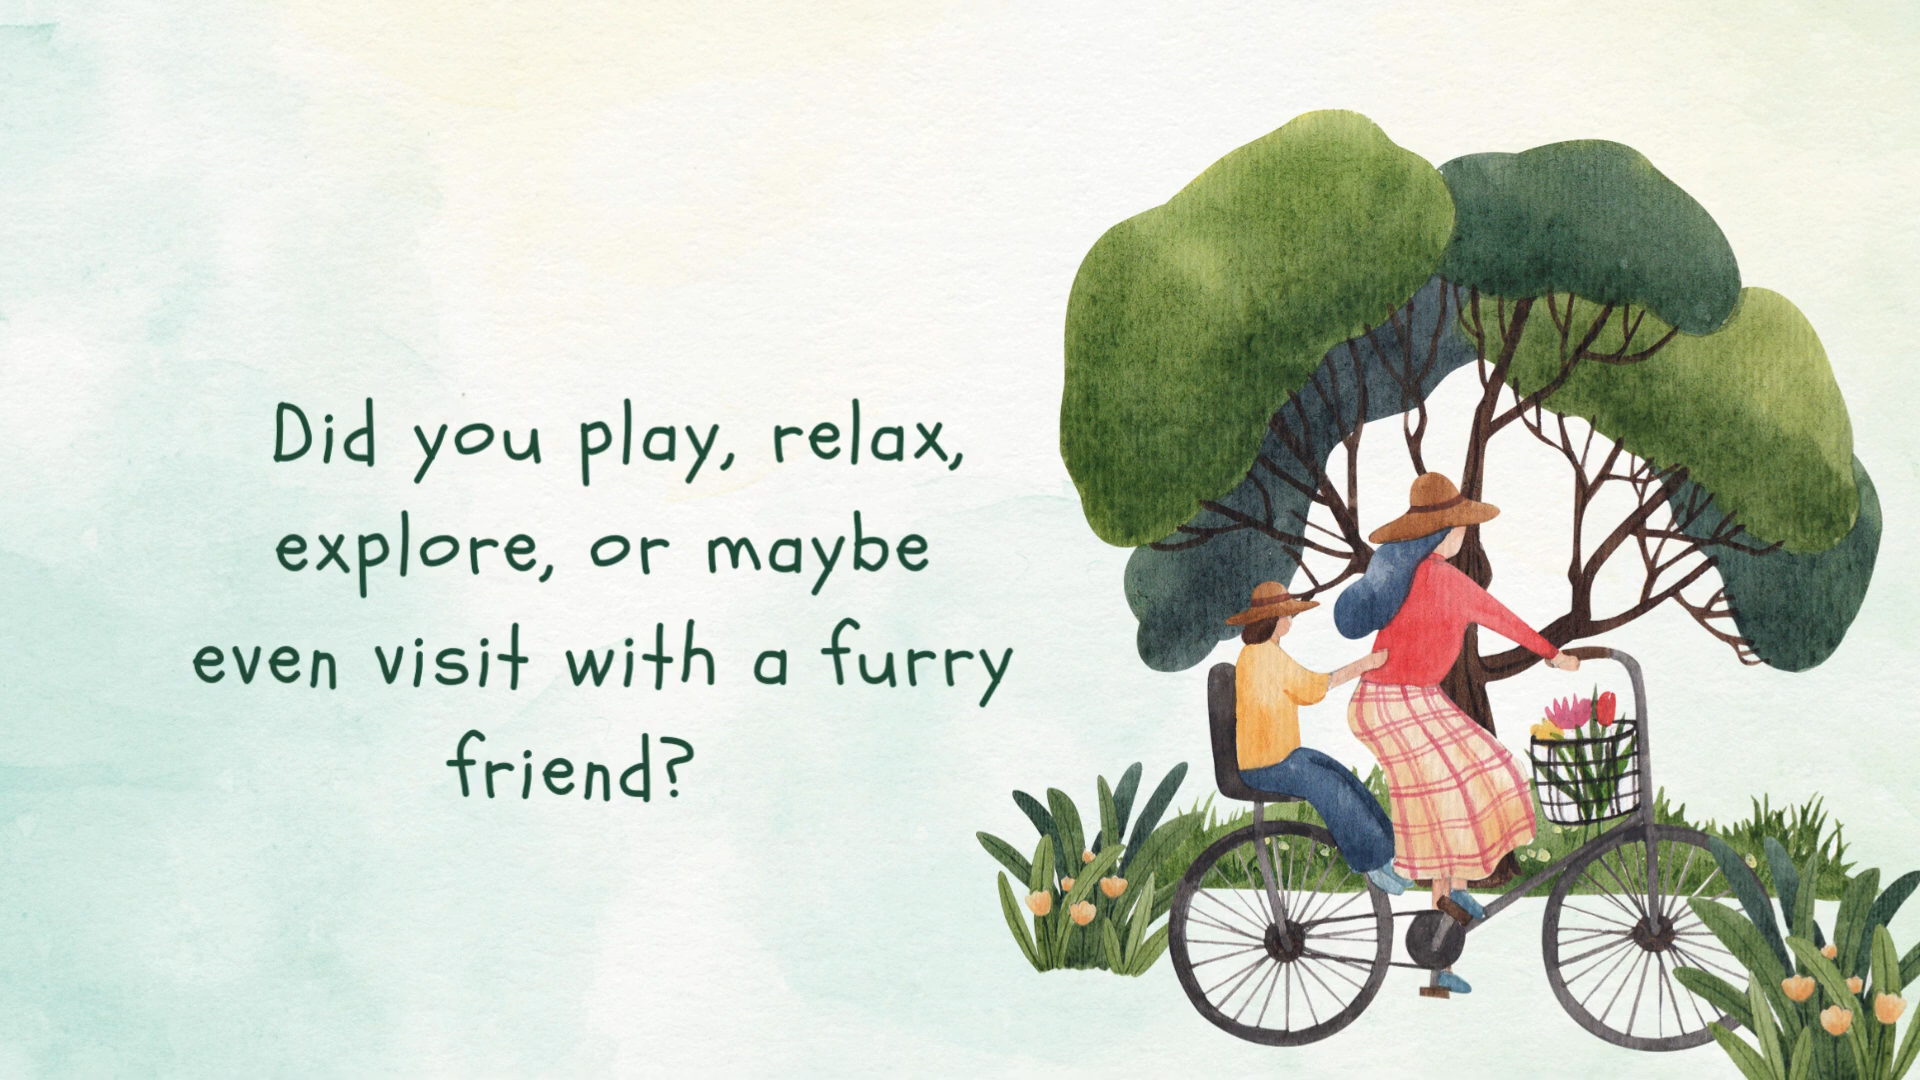 Did you play, relax,
explore, or maybe
even visit with a furry
friend?